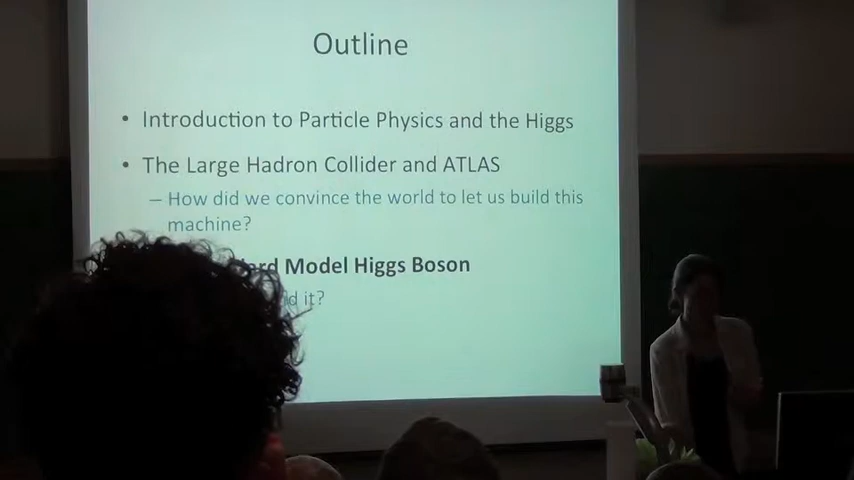 Outline
• Introduction to Particle Physics and the Higgs
• The Large Hadron Collider and ATLAS
– How did we convince the world to let us build this
machine?
Model Higgs Boson
it?